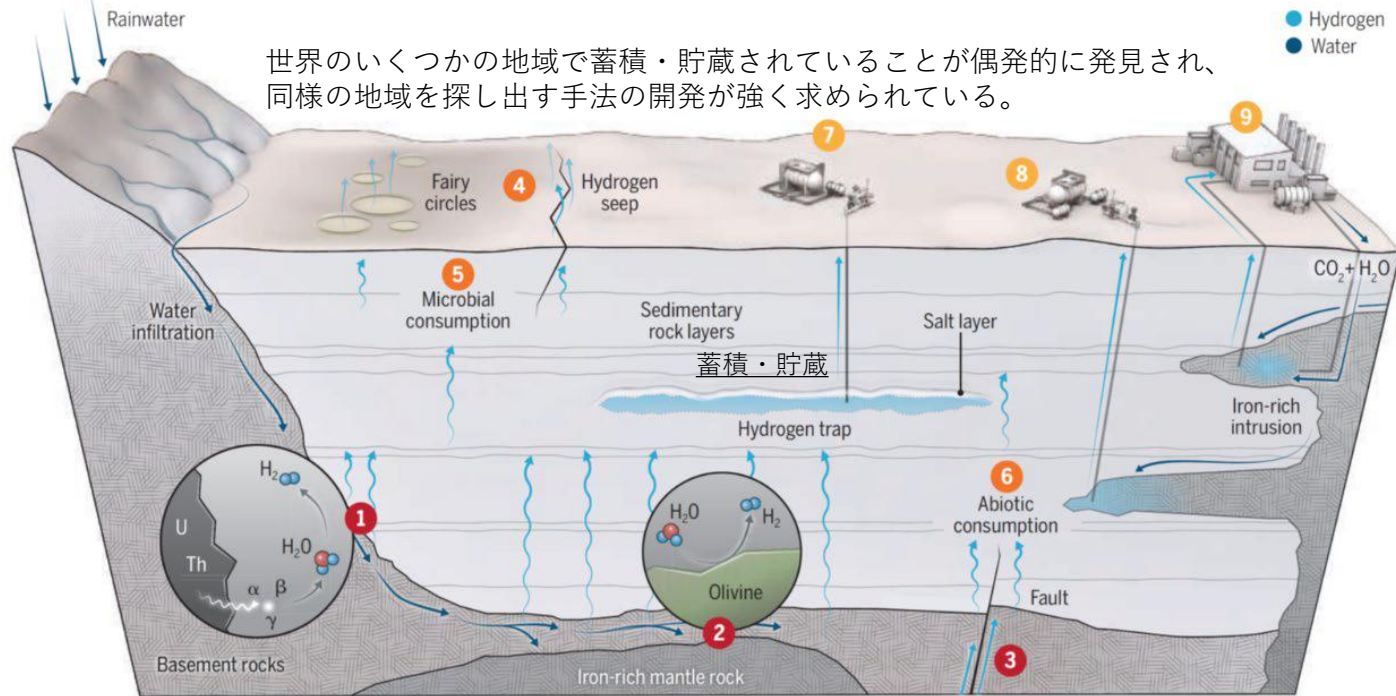 Rainwater
Hydrogen
Water
世界のいくつかの地域で蓄積・貯蔵されていることが偶発的に発見され、
同様の地域を探し出す手法の開発が強く求められている。
7
8
9
Fairy
circles
4
Hydrogen
seep
5
Microbial
consumption
CO₂+ H₂O
Water
infiltration
Sedimentary
rock layers
Salt layer
蓄積・貯蔵
Hydrogen trap
Iron-rich
intrusion
H₂
U
Th
H₂O
α β
γ
1
H₂O
H₂
Olivine
2
6
Abiotic
consumption
Fault
3
Basement rocks
Iron-rich mantle rock